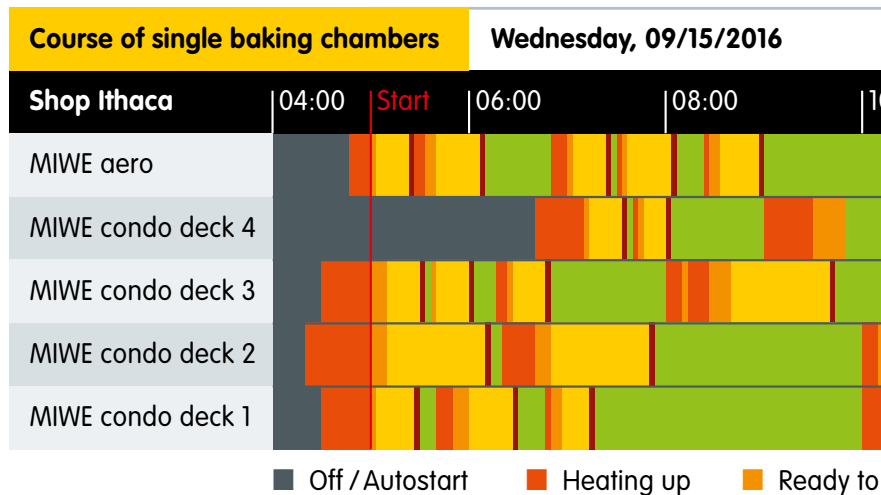 Course of single baking chambers Wednesday, 09/15/2016
Shop Ithaca 04:00 Start 06:00 08:00
MIWE aero
MIWE condo deck 4
MIWE condo deck 3
MIWE condo deck 2
MIWE condo deck 1
Off / Autostart Heating up Ready to